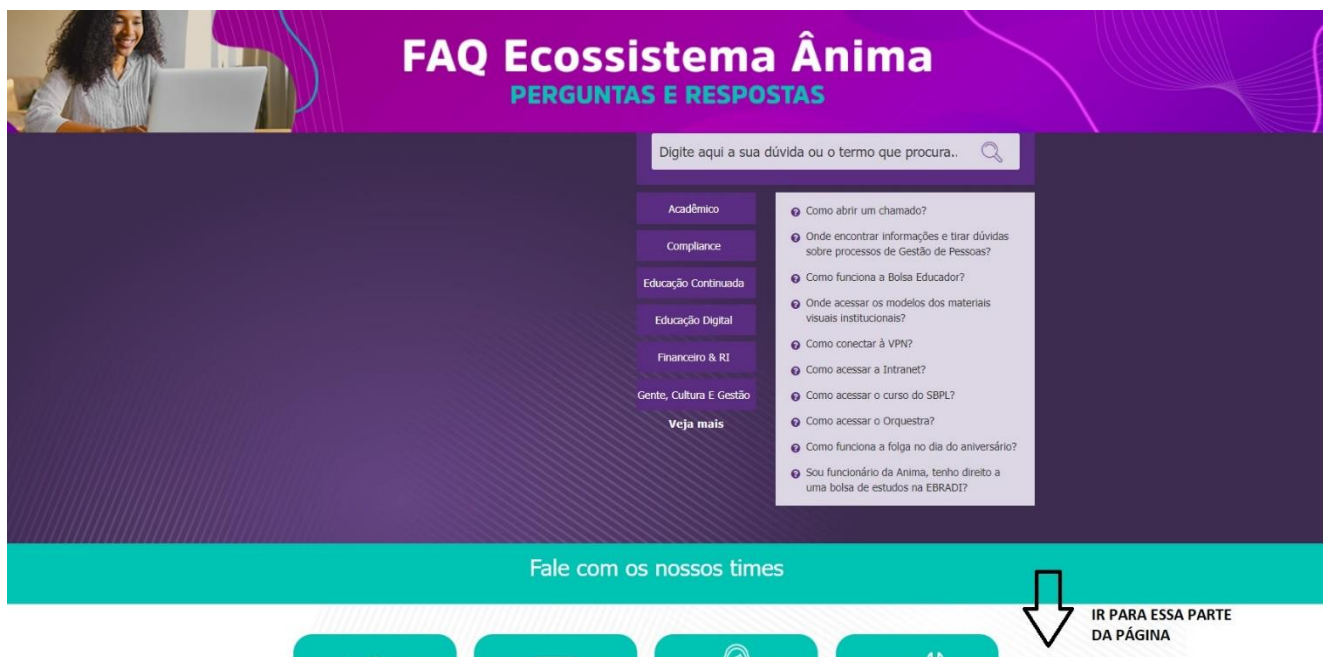 FAQ Ecossistema Ânima
PERGUNTAS E RESPOSTAS
Digite aqui a sua dúvida ou o termo que procura..
Acadêmico
Compliance
Educação Continuada
Educação Digital
Financeiro & RI
Gente, Cultura E Gestão
Veja mais
Como abrir um chamado?
Onde encontrar informações e tirar dúvidas
sobre processos de Gestão de Pessoas?
Como funciona a Bolsa Educador?
Onde acessar os modelos dos materiais
visuais institucionais?
Como conectar à VPN?
Como acessar a Intranet?
Como acessar o curso do SBPL?
Como acessar o Orquestra?
Como funciona a folga no dia do aniversário?
Sou funcionário da Anima, tenho direito a
uma bolsa de estudos na EBRADI?
Fale com os nossos times
IR PARA ESSA PARTE
DA PÁGINA